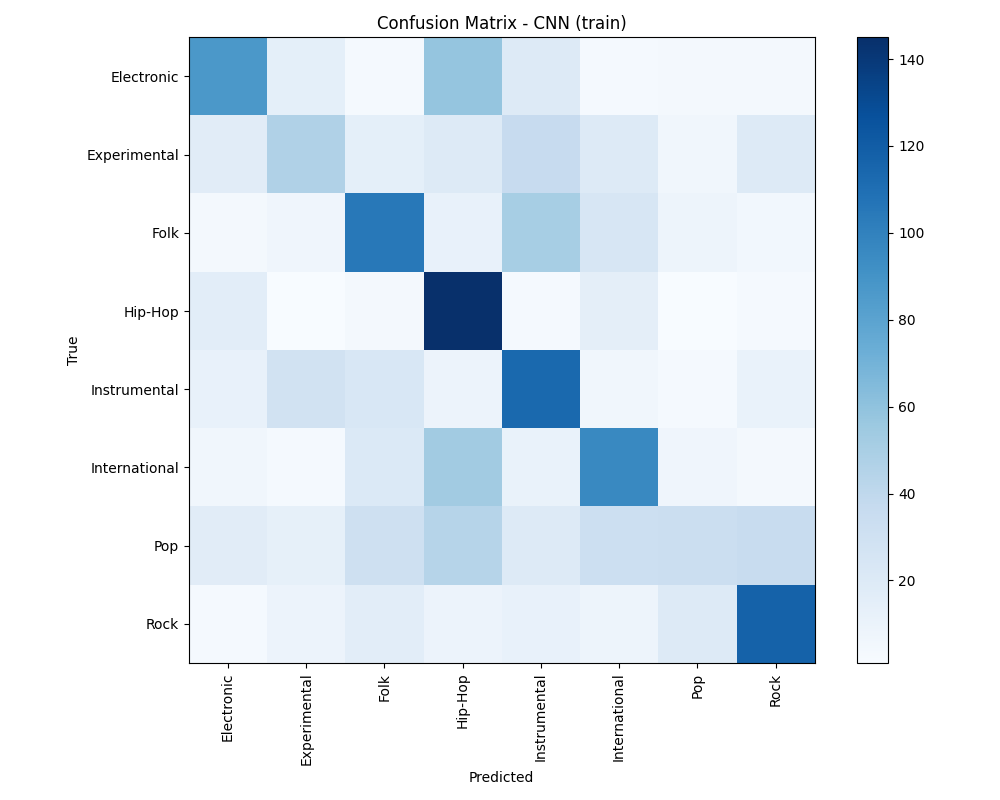 Confusion Matrix - CNN (train)
Electronic
Experimental
Folk
Hip-Hop
Instrumental
International
Pop
Rock
True
Electronic
Experimental
Folk
Hip-Hop
Instrumental
International
Pop
Rock
Predicted
140
120
100
80
60
40
20